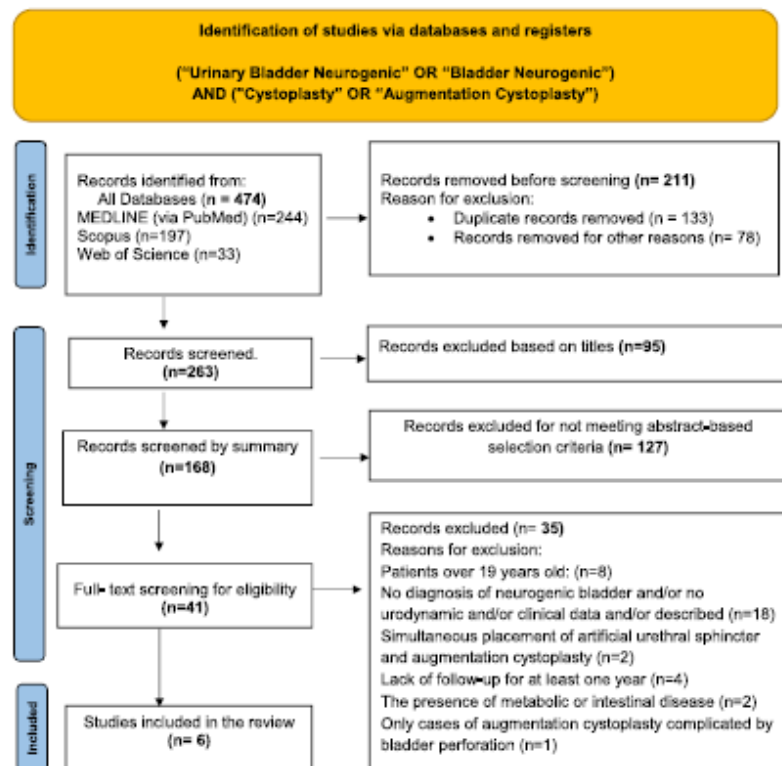 Identification of studies via databases and registers
("Urinary Bladder Neurogenic" OR "Bladder Neurogenic")
AND ("Cystoplasty" OR "Augmentation Cystoplasty")
Identification
Records identified from:
All Databases (n = 474)
MEDLINE (via PubMed) (n=244)
Scopus (n=197)
Web of Science (n=33)
Records removed before screening (n= 211)
Reason for exclusion:
• Duplicate records removed (n = 133)
• Records removed for other reasons (n= 78)
Screening
Records screened.
(n=263)
Records excluded based on titles (n=95)
Records screened by summary
(n=168)
Records excluded for not meeting abstract-based
selection criteria (n= 127)
Full- text screening for eligibility
(n=41)
Records excluded (n= 35)
Reasons for exclusion:
Patients over 19 years old: (n=8)
No diagnosis of neurogenic bladder and/or no
urodynamic and/or clinical data and/or described (n=18)
Simultaneous placement of artificial urethral sphincter
and augmentation cystoplasty (n=2)
Lack of follow-up for at least one year (n=4)
The presence of metabolic or intestinal disease (n=2)
Only cases of augmentation cystoplasty complicated by
bladder perforation (n=1)
Included
Studies included in the review
(n= 6)